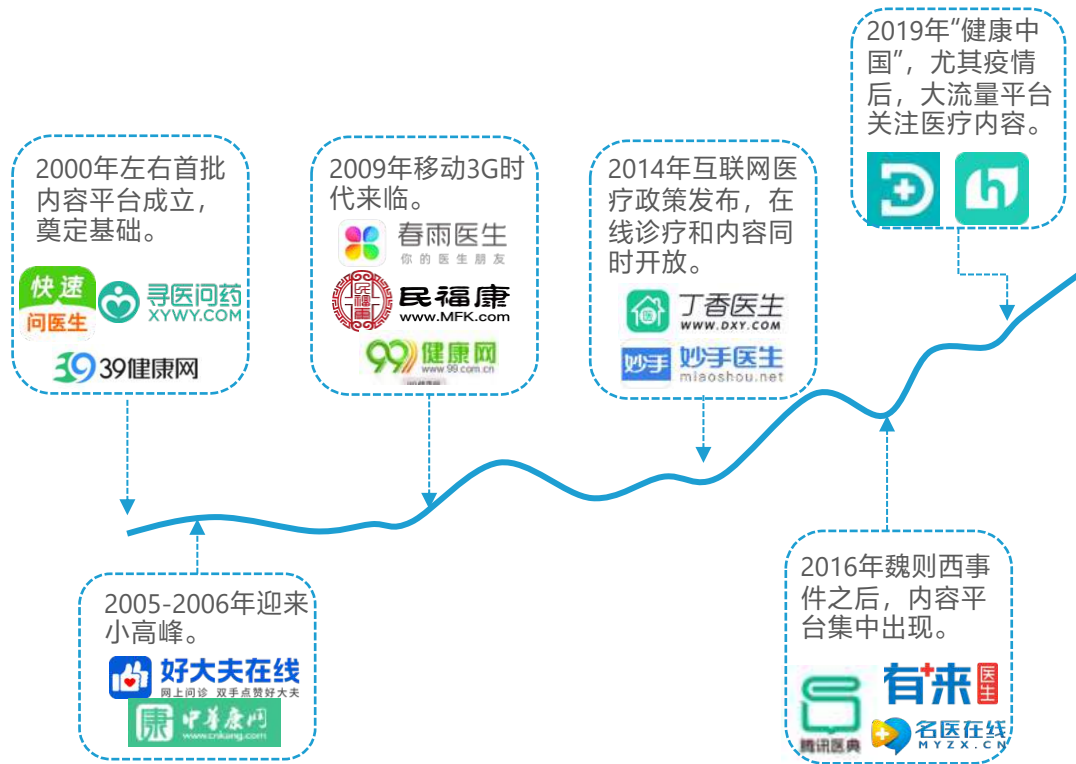 2000年左右首批
内容平台成立，
奠定基础。
快速
问医生
寻医问药
XYWY.COM
39
39健康网
2005-2006年迎来
小高峰。
好大夫在线
网上问诊 双手点赞好大夫
康
中华康网
www.cnkang.com
2009年移动3G时
代来临。
春雨医生
你的医生朋友
民福康
民福康
www.MFK.com
99
健康网
www.99.com.cn
2014年互联网医
疗政策发布，在
线诊疗和内容同
时开放。
丁香医生
WWW.DXY.COM
妙手
妙手医生
miaoshou.net
2016年魏则西事
件之后，内容平
台集中出现。
腾讯医典
有来
医生
名医在线
MYZX.CN
2019年“健康中
国”，尤其疫情
后，大流量平台
关注医疗内容。